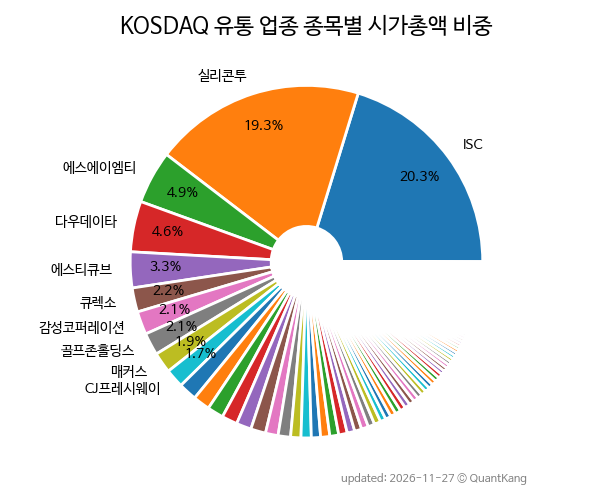 KOSDAQ 유통 업종 종목별 시가총액 비중
실리콘투
ISC
19.3%
20.3%
에스에이엠티
4.9%
다우데이타
4.6%
에스티큐브
3.3%
큐렉소
2.2%
감성코퍼레이션
2.1%
골프존홀딩스
2.1%
매커스
1.9%
CJ프레시웨이
1.7%
updated: 2026-11-27 © QuantKang